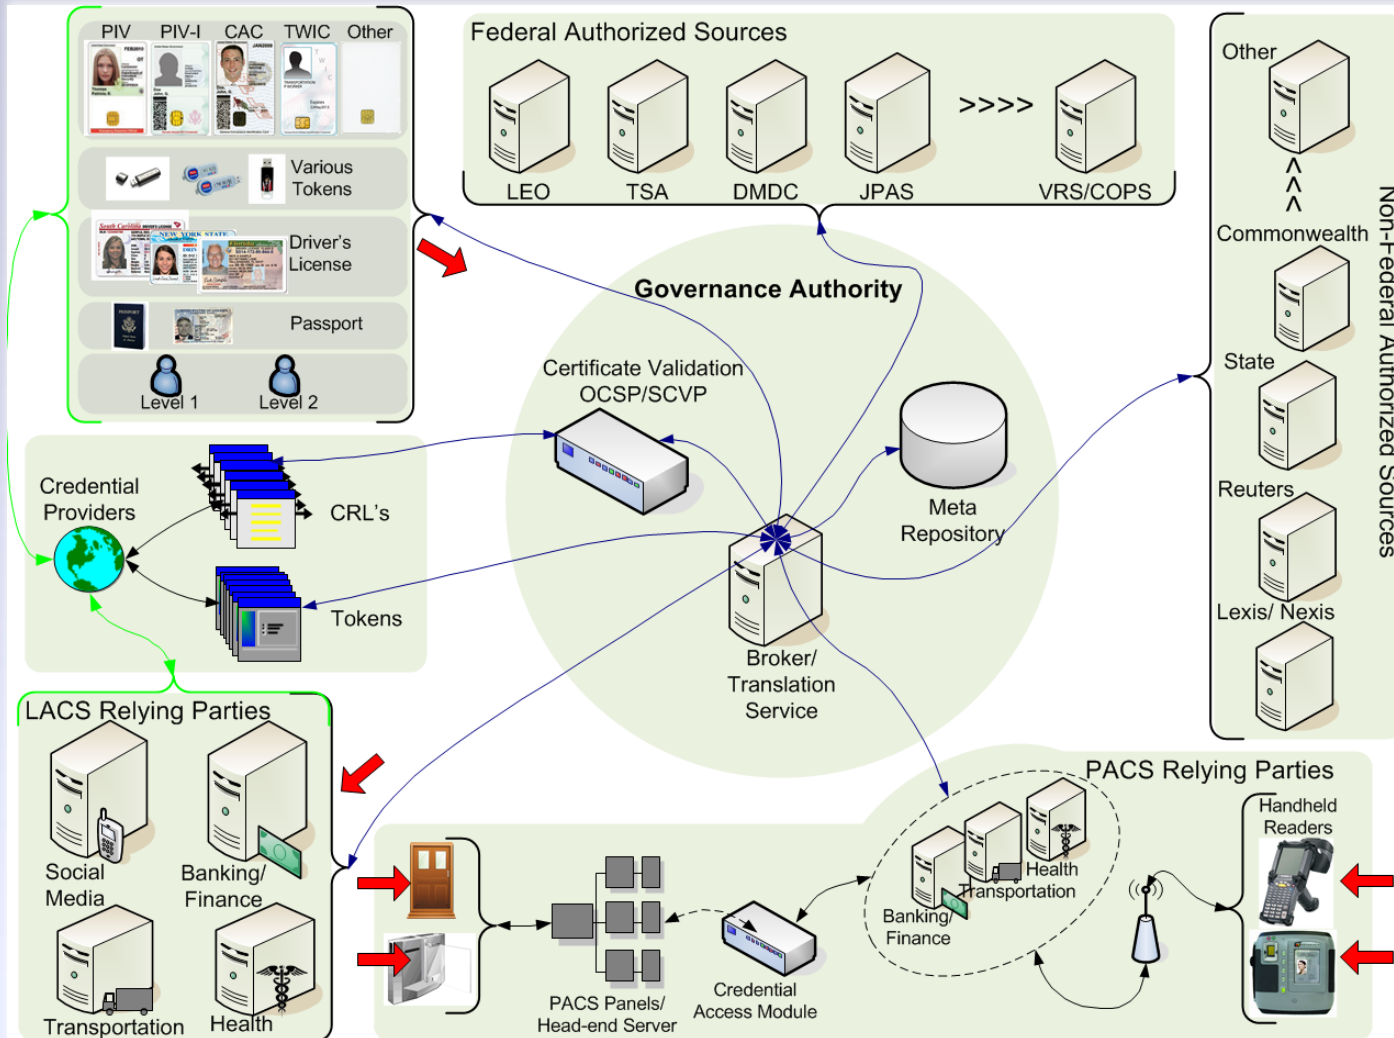 PIV PIV-I CAC TWIC Other
Various
Tokens
Driver's
License
Passport
Level 1 Level 2
Federal Authorized Sources
>>>>
LEO TSA DMDC JPAS VRS/COPS
Other
>>>
Commonwealth
State
Reuters
Lexis/ Nexis
Non-Federal Authorized Sources
Governance Authority
Certificate Validation
OCSP/SCVP
Meta
Repository
Broker/
Translation
Service
Credential
Providers
CRL's
Tokens
LACS Relying Parties
Social
Media
Banking/
Finance
Transportation
Health
PACS Relying Parties
Handheld
Readers
Health
Transportation
Banking/
Finance
PACS Panels/
Head-end Server
Credential
Access Module